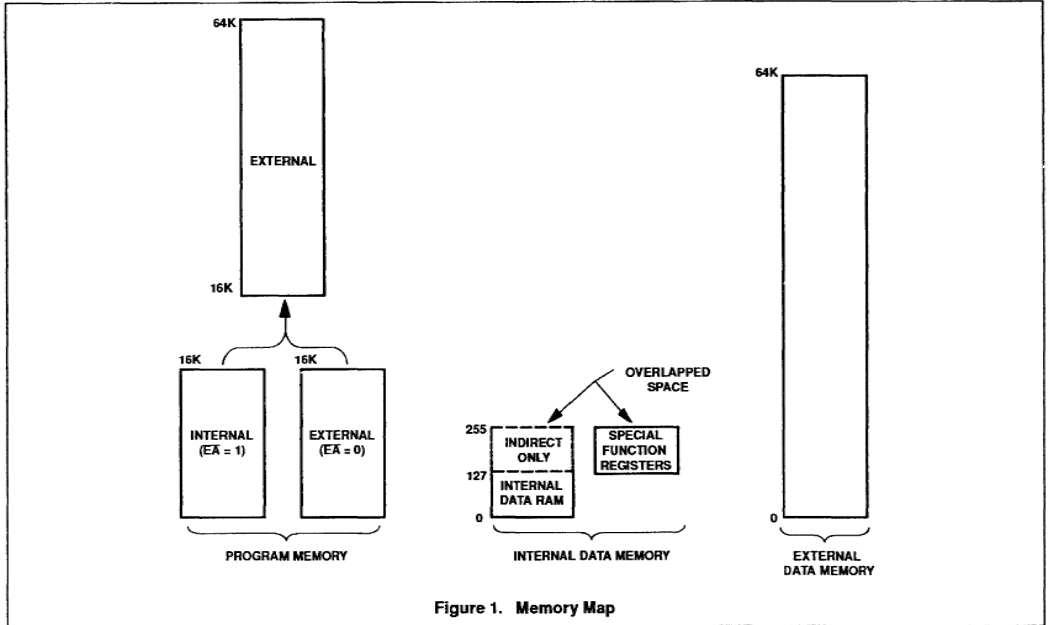 64K
EXTERNAL
16K
16K
16K
INTERNAL
(EA = 1)
EXTERNAL
(EA = 0)
PROGRAM MEMORY
OVERLAPPED
SPACE
255
INDIRECT
ONLY
127
INTERNAL
DATA RAM
0
SPECIAL
FUNCTION
REGISTERS
INTERNAL DATA MEMORY
64K
0
EXTERNAL
DATA MEMORY
Figure 1. Memory Map